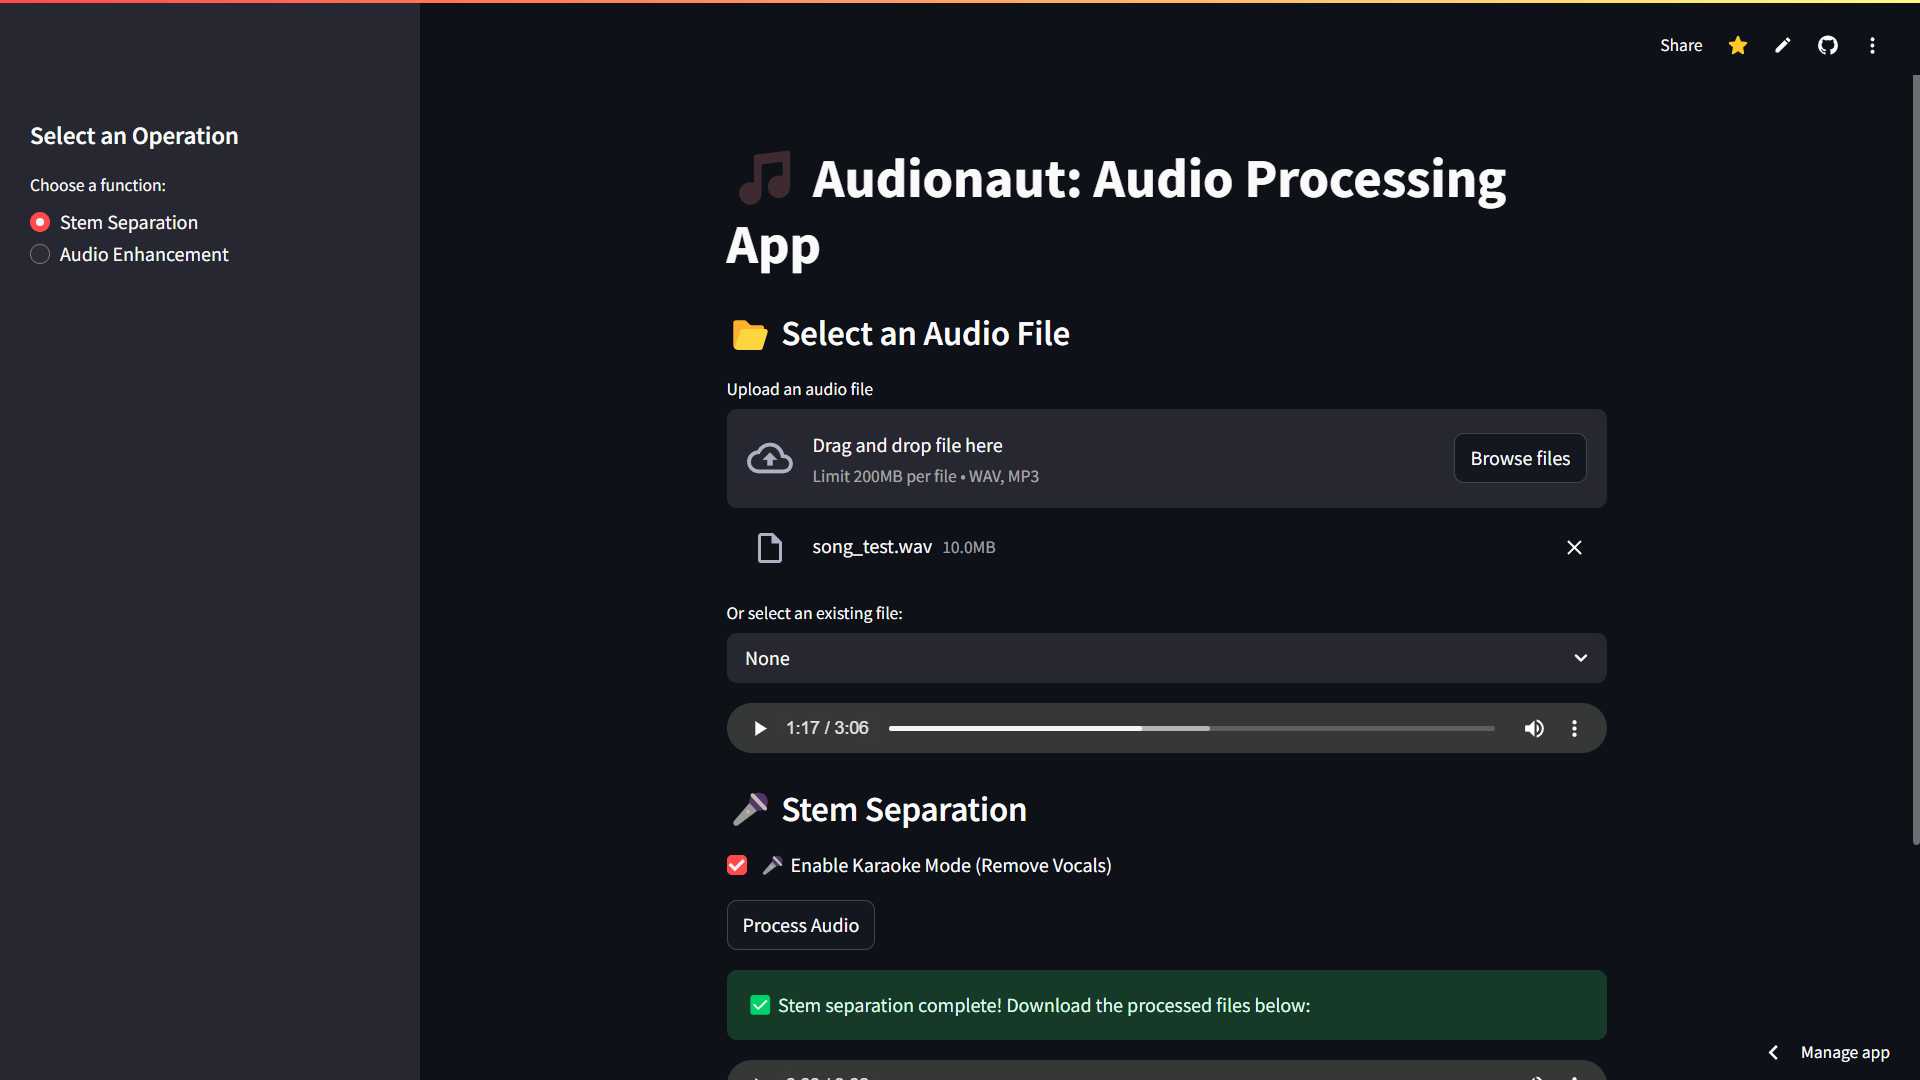 Share
Select an Operation
Choose a function:
Stem Separation
Audio Enhancement
Audionaut: Audio Processing
App
Select an Audio File
Upload an audio file
Drag and drop file here
Limit 200MB per file • WAV, MP3
Browse files
song_test.wav 10.0MB
Or select an existing file:
None
1:17 / 3:06
Stem Separation
Enable Karaoke Mode (Remove Vocals)
Process Audio
Stem separation complete! Download the processed files below:
Manage app